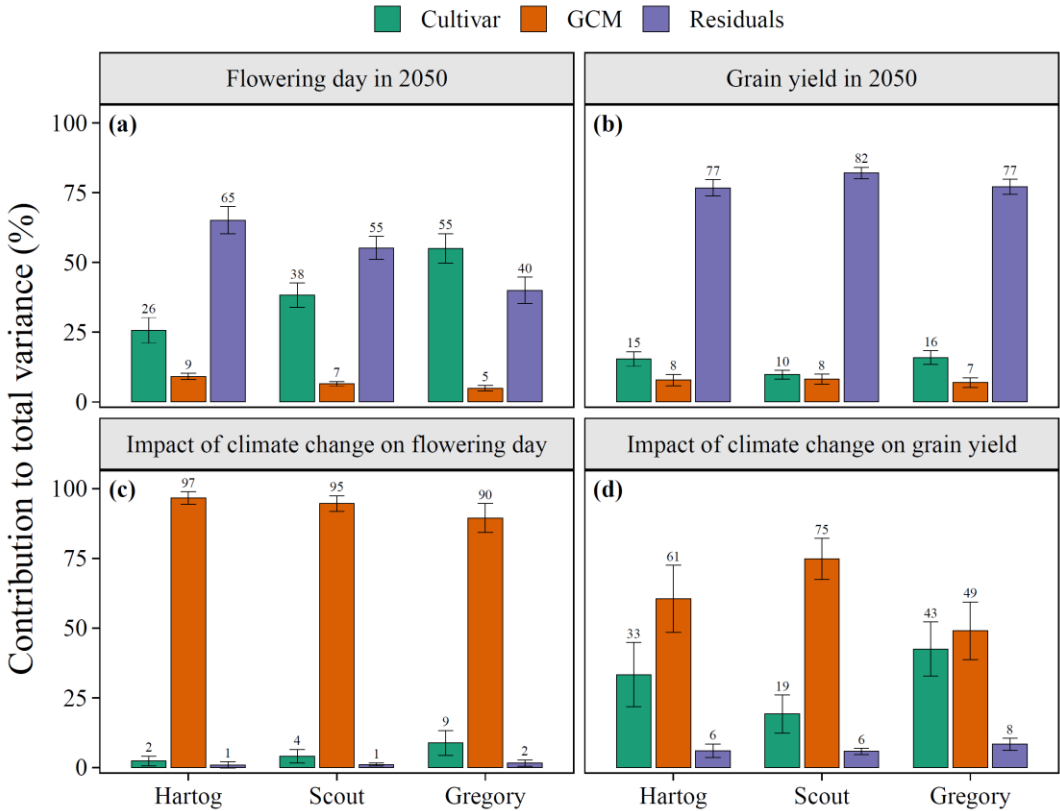 Cultivar GCM Residuals
Flowering day in 2050
Grain yield in 2050
Contribution to total variance (%)
(a)
100
75
50
25
0
26 9 65
38 7 55
55 5 40
(b)
15 8 77
10 8 82
16 7 77
Impact of climate change on flowering day
Impact of climate change on grain yield
(c)
100
75
50
25
0
2 97 1
4 95 1
9 90 2
(d)
33 61 6
19 75 6
43 49 8
Hartog Scout Gregory
Hartog Scout Gregory